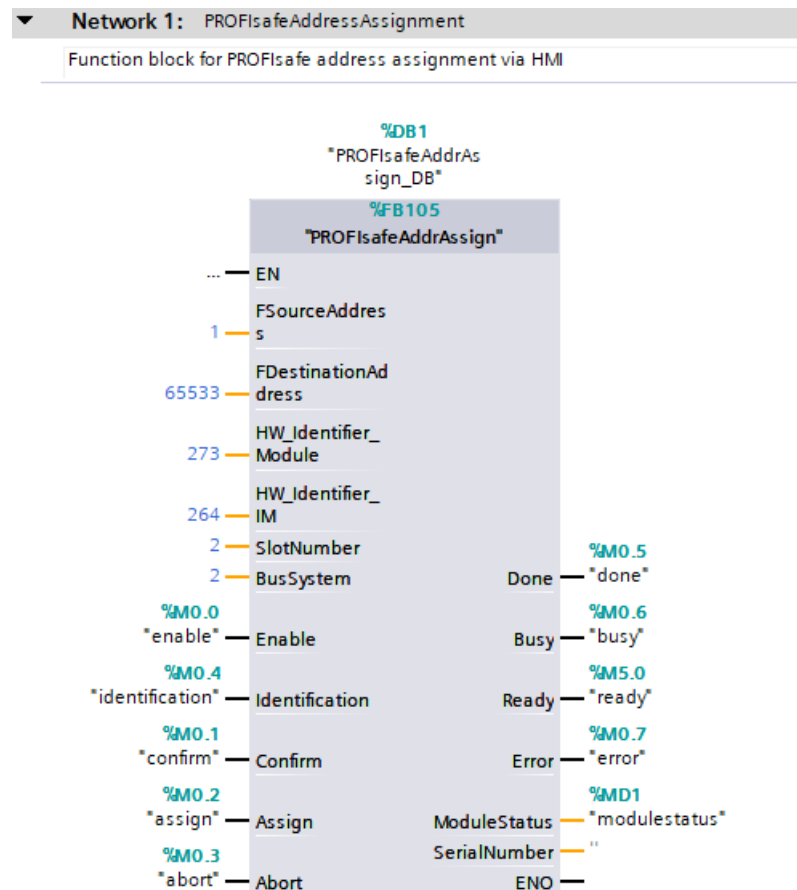 Network 1: PROFIsafeAddressAssignment
Function block for PROFIsafe address assignment via HMI
%DB1
"PROFIsafeAddrAs
sign_DB"
%FB105
"PROFIsafeAddrAssign"
... EN
FSourceAddres
1 s
FDestinationAd
65533 dress
HW_Identifier_
273 Module
HW_Identifier_
264 IM
2 SlotNumber %M0.5
2 BusSystem Done "done"
%M0.0 %M0.6
"enable" Enable Busy "busy"
%M0.4 %M5.0
"identification" Identification Ready "ready"
%M0.1 %M0.7
"confirm" Confirm Error "error"
%M0.2 %MD1
"assign" Assign ModuleStatus "modulestatus"
%M0.3 SerialNumber ''
"abort" Abort ENO